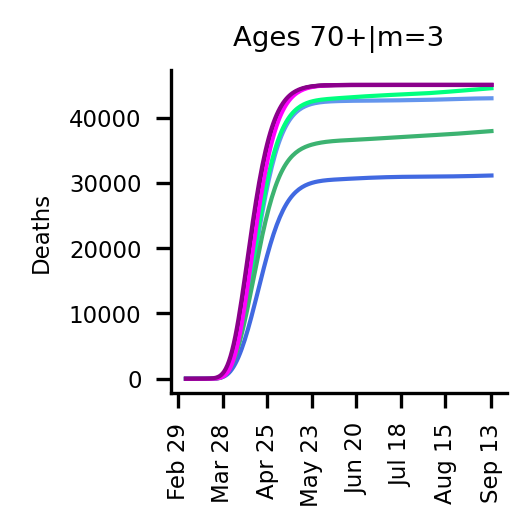 Ages 70+|m=3
Deaths
40000
30000
20000
10000
0
Feb 29
Mar 28
Apr 25
May 23
Jun 20
Jul 18
Aug 15
Sep 13